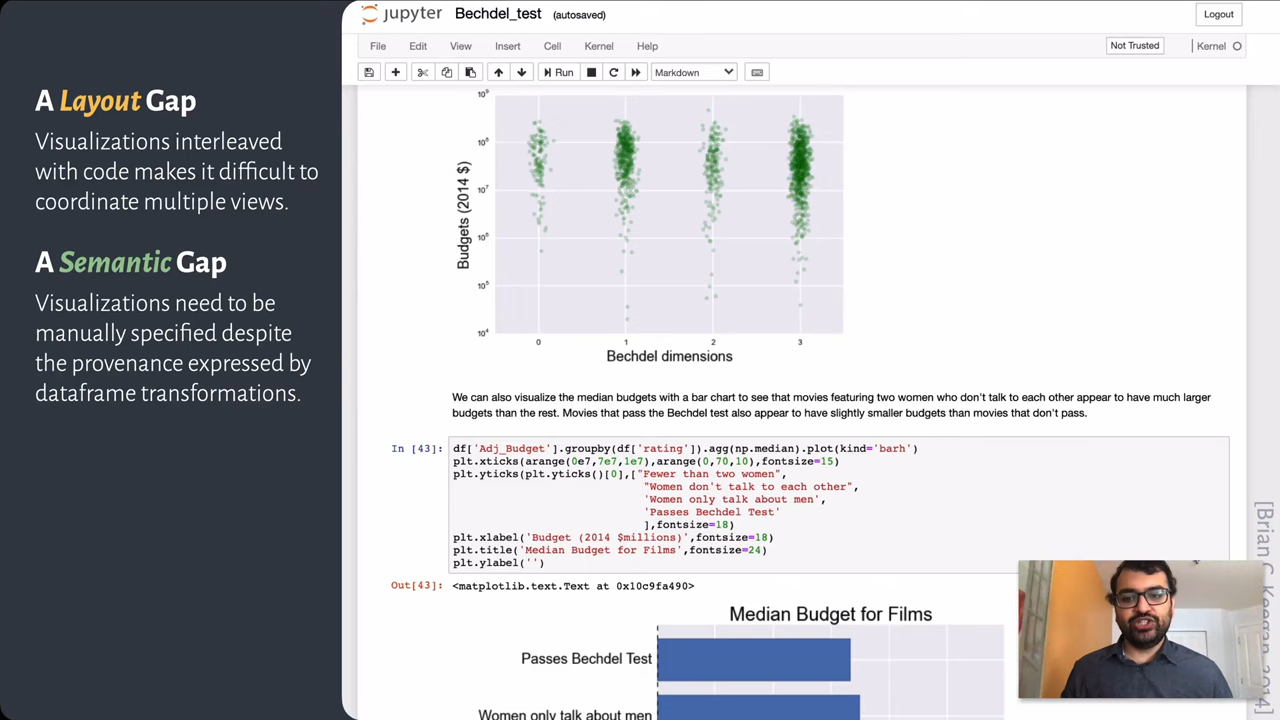 A Layout Gap
Visualizations interleaved
with code makes it difficult to
coordinate multiple views.
A Semantic Gap
Visualizations need to be
manually specified despite
the provenance expressed by
dataframe transformations.
jupyter Bechdel_test (autosaved)
Logout
File Edit View Insert Cell Kernel Help
Not Trusted
Kernel
Run
Markdown
10⁹
10⁸
10⁷
10⁶
10⁵
10⁴
Budgets (2014 $)
0 1 2 3
Bechdel dimensions
We can also visualize the median budgets with a bar chart to see that movies featuring two women who don't talk to each other appear to have much larger
budgets than the rest. Movies that pass the Bechdel test also appear to have slightly smaller budgets than movies that don't pass.
In [43]:
df['Adj_Budget'].groupby(df['rating']).agg(np.median).plot(kind='barh')
plt.xticks(arange(0e7,7e7,1e7),arange(0,70,10),fontsize=15)
plt.yticks(plt.yticks()[0],["Fewer than two women",
"Women don't talk to each other",
'Women only talk about men',
'Passes Bechdel Test'
],fontsize=18)
plt.xlabel('Budget (2014 $millions)',fontsize=18)
plt.title('Median Budget for Films',fontsize=24)
plt.ylabel('')
Out[43]: <matplotlib.text.Text at 0x10c9fa490>
Median Budget for Films
Passes Bechdel Test
Women only talk about men
[Brian C. 2014]